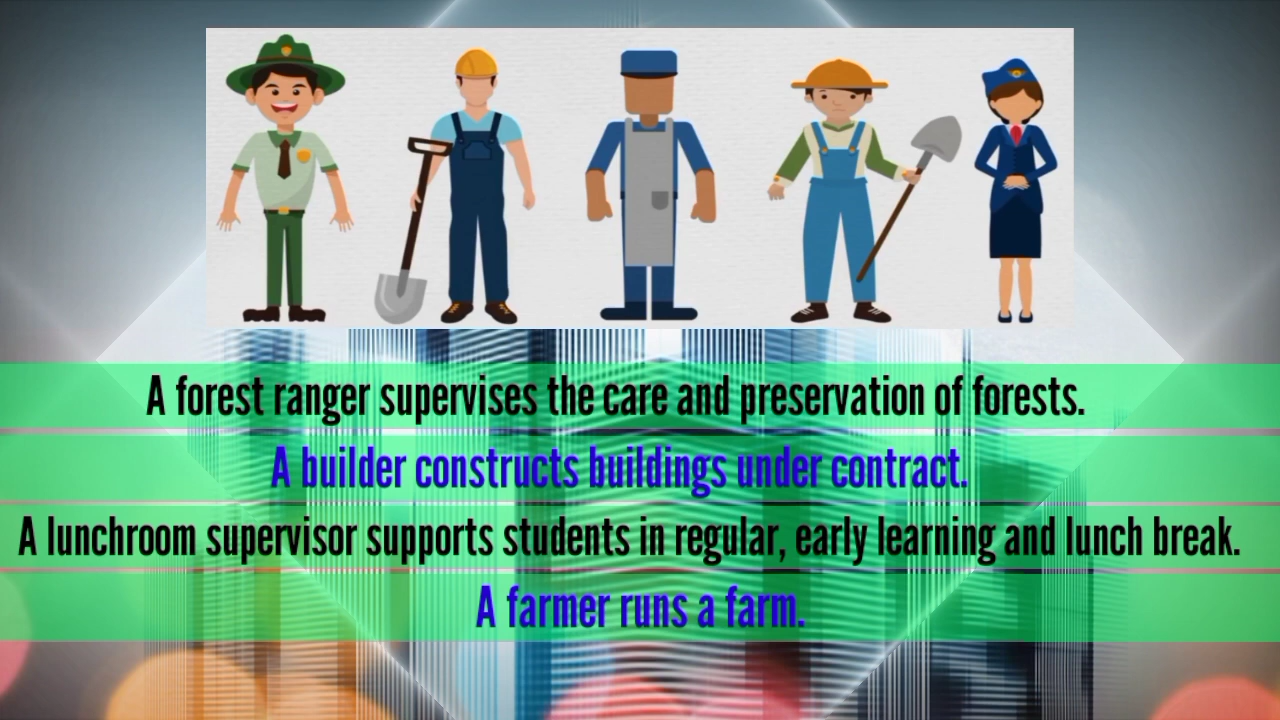 A forest ranger supervises the care and preservation of forests.
A builder constructs buildings under contract.
A lunchroom supervisor supports students in regular, early learning and lunch break.
A farmer runs a farm.